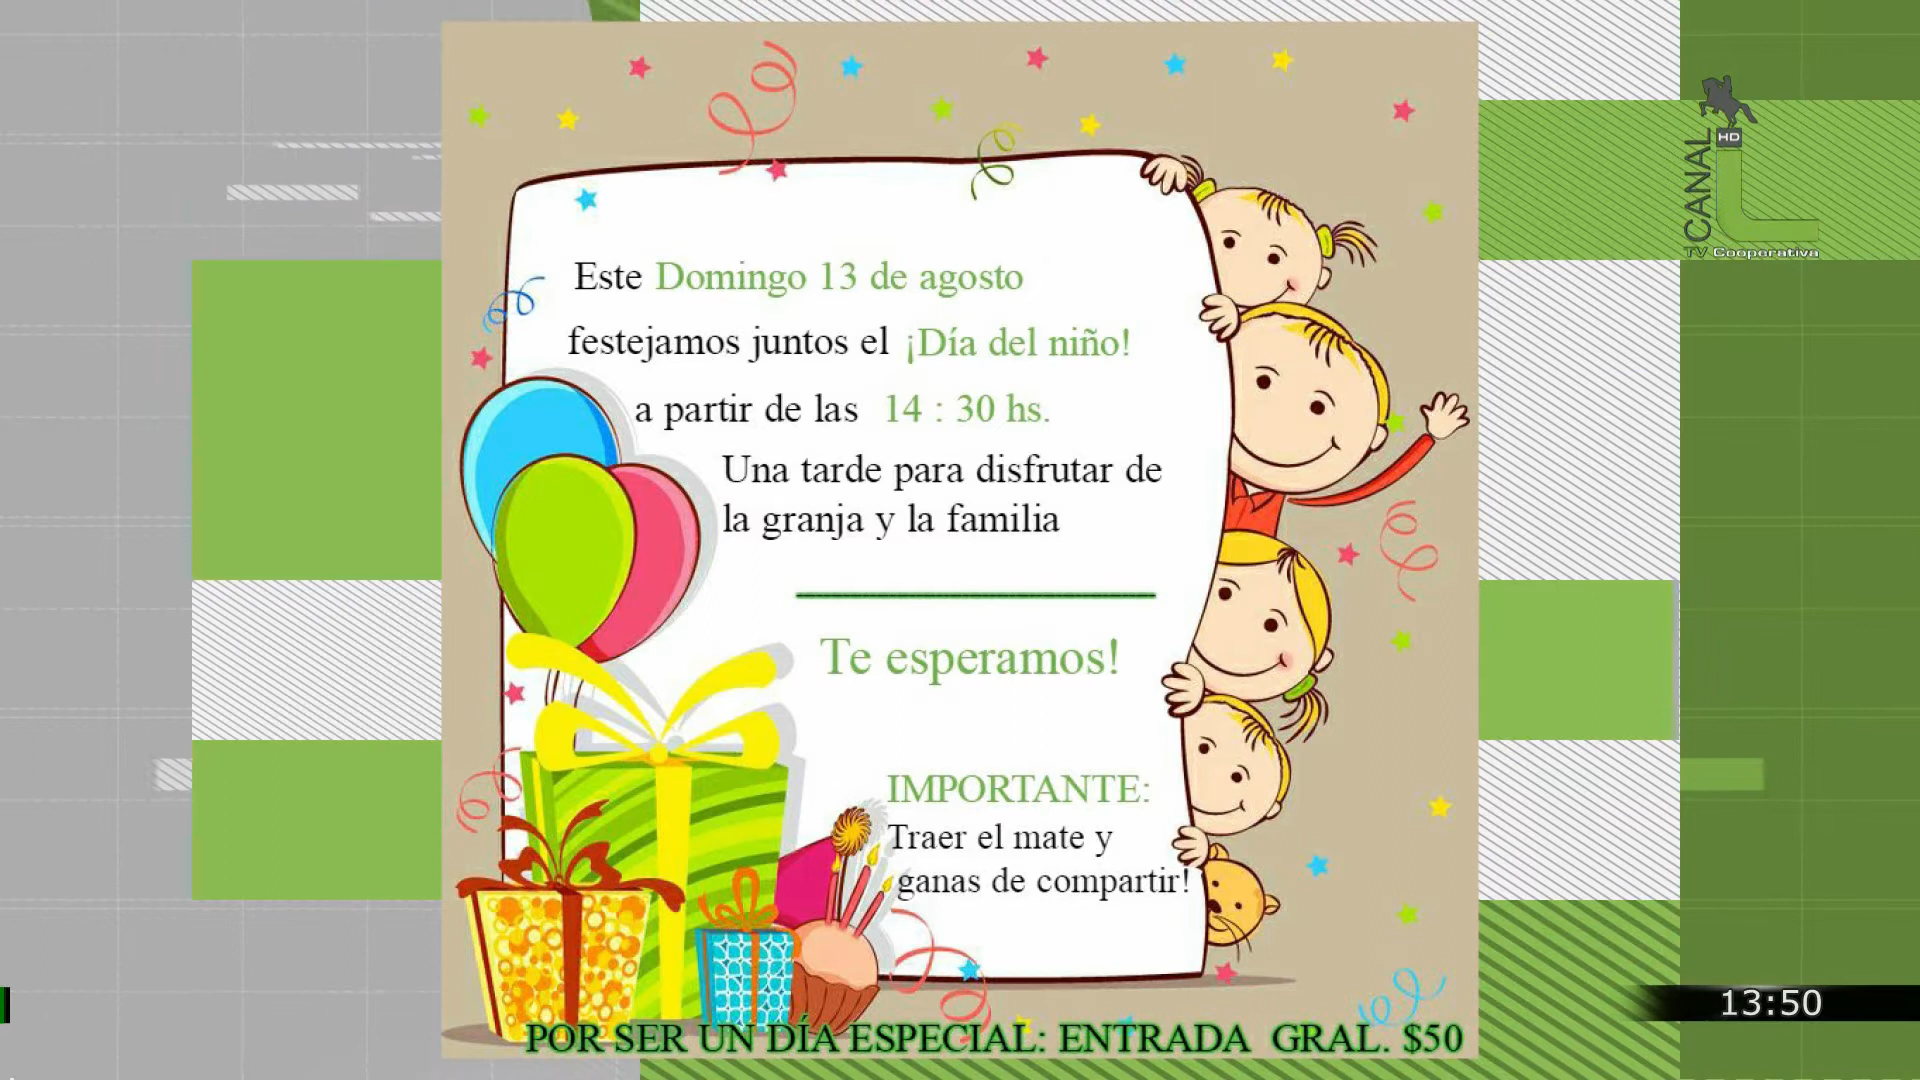 Este Domingo 13 de agosto
festejamos juntos el ¡Día del niño!
a partir de las 14 : 30 hs.
Una tarde para disfrutar de
la granja y la familia
Te esperamos!
IMPORTANTE:
Traer el mate y
ganas de compartir!
POR SER UN DÍA ESPECIAL: ENTRADA GRAL. $50
CANAL
HD
TV Cooperativa
13:50